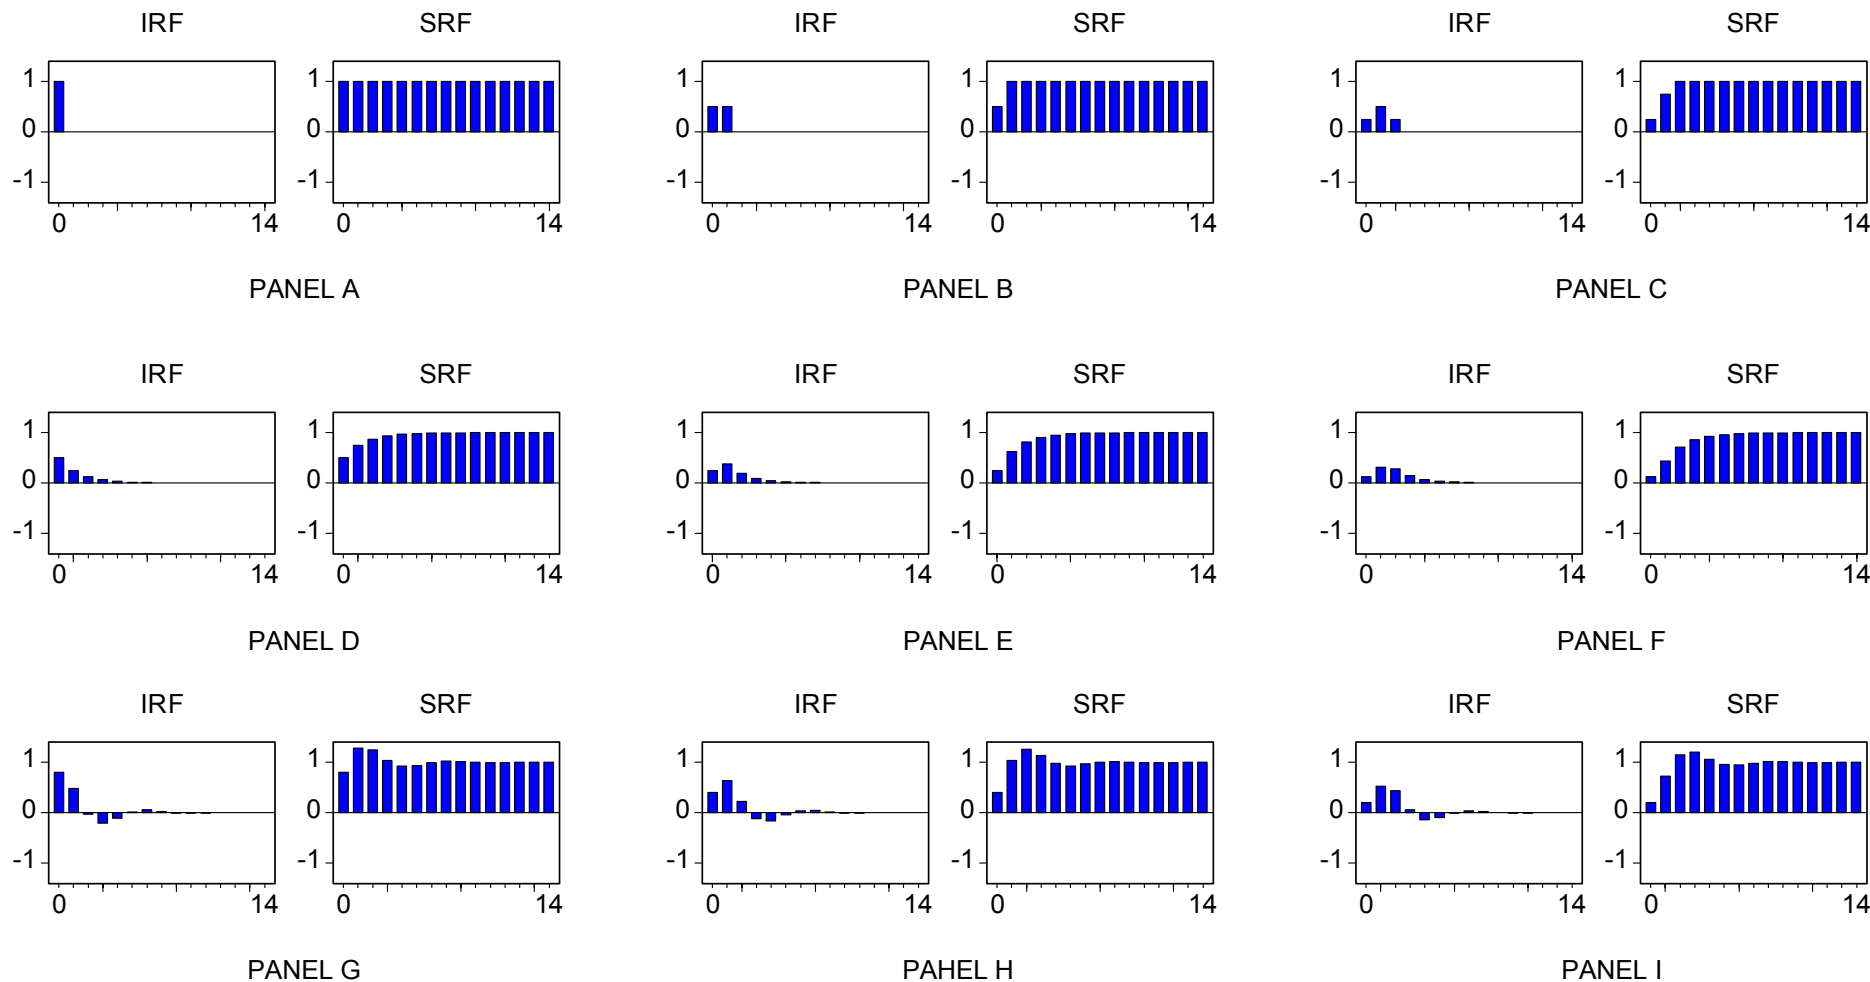 IRF SRF IRF SRF IRF SRF
1 1 1 1 1 1
0 0 0 0 0 0
-1 -1 -1 -1 -1 -1
0 14 0 14 0 14 0 14 0 14 0 14
PANEL A PANEL B PANEL C
IRF SRF IRF SRF IRF SRF
1 1 1 1 1 1
0 0 0 0 0 0
-1 -1 -1 -1 -1 -1
0 14 0 14 0 14 0 14 0 14 0 14
PANEL D PANEL E PANEL F
IRF SRF IRF SRF IRF SRF
1 1 1 1 1 1
0 0 0 0 0 0
-1 -1 -1 -1 -1 -1
0 14 0 14 0 14 0 14 0 14 0 14
PANEL G PAHEL H PANEL I